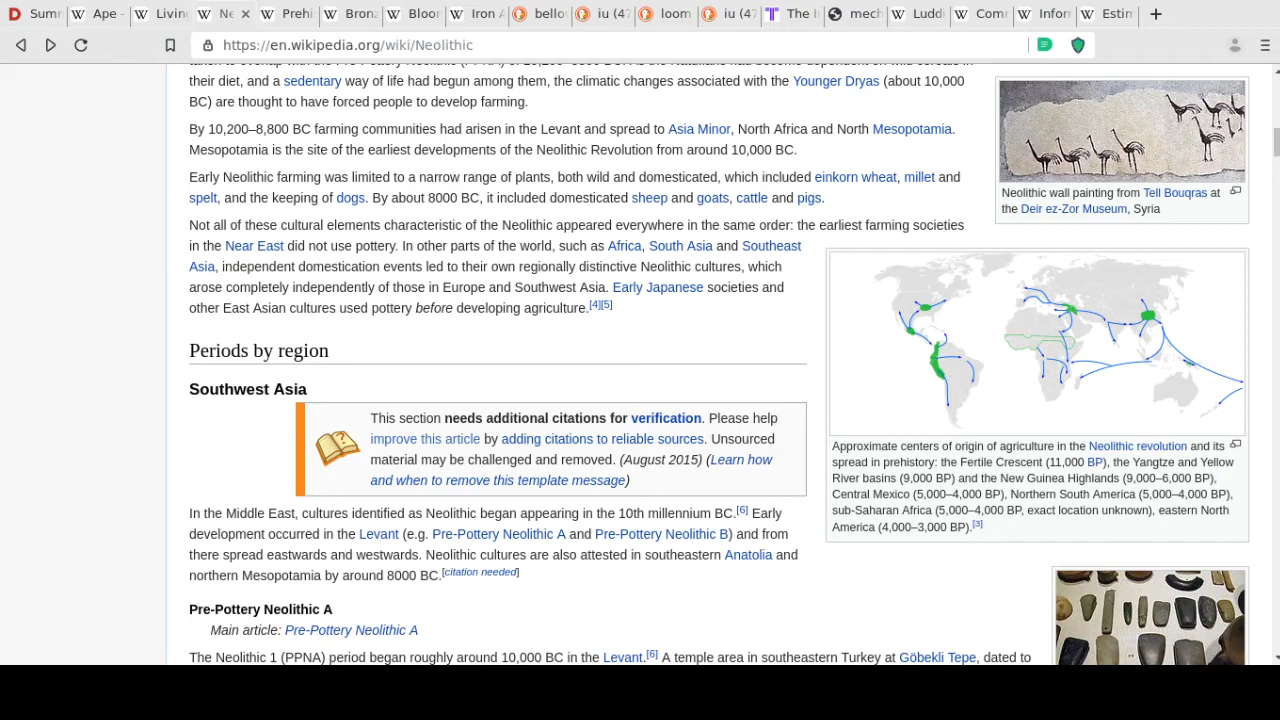 Summ
Ape -
Living
Ne
Prehi
Bronz
Bloom
Iron A
bellov
iu (47
loom
iu (47
The In
mech
Luddi
Comm
Inform
Estim
https://en.wikipedia.org/wiki/Neolithic
their diet, and a sedentary way of life had begun among them, the climatic changes associated with the Younger Dryas (about 10,000
BC) are thought to have forced people to develop farming.
By 10,200–8,800 BC farming communities had arisen in the Levant and spread to Asia Minor, North Africa and North Mesopotamia.
Mesopotamia is the site of the earliest developments of the Neolithic Revolution from around 10,000 BC.
Early Neolithic farming was limited to a narrow range of plants, both wild and domesticated, which included einkorn wheat, millet and
spelt, and the keeping of dogs. By about 8000 BC, it included domesticated sheep and goats, cattle and pigs.
Not all of these cultural elements characteristic of the Neolithic appeared everywhere in the same order: the earliest farming societies
in the Near East did not use pottery. In other parts of the world, such as Africa, South Asia and Southeast
Asia, independent domestication events led to their own regionally distinctive Neolithic cultures, which
arose completely independently of those in Europe and Southwest Asia. Early Japanese societies and
other East Asian cultures used pottery before developing agriculture.[4][5]
Neolithic wall painting from Tell Bouqras at
the Deir ez-Zor Museum, Syria
Approximate centers of origin of agriculture in the Neolithic revolution and its
spread in prehistory: the Fertile Crescent (11,000 BP), the Yangtze and Yellow
River basins (9,000 BP) and the New Guinea Highlands (9,000–6,000 BP),
Central Mexico (5,000–4,000 BP), Northern South America (5,000–4,000 BP),
sub-Saharan Africa (5,000–4,000 BP, exact location unknown), eastern North
America (4,000–3,000 BP).[3]
Periods by region
Southwest Asia
This section needs additional citations for verification. Please help
improve this article by adding citations to reliable sources. Unsourced
material may be challenged and removed. (August 2015) (Learn how
and when to remove this template message)
In the Middle East, cultures identified as Neolithic began appearing in the 10th millennium BC.[6] Early
development occurred in the Levant (e.g. Pre-Pottery Neolithic A and Pre-Pottery Neolithic B) and from
there spread eastwards and westwards. Neolithic cultures are also attested in southeastern Anatolia and
northern Mesopotamia by around 8000 BC.[citation needed]
Pre-Pottery Neolithic A
Main article: Pre-Pottery Neolithic A
The Neolithic 1 (PPNA) period began roughly around 10,000 BC in the Levant.[6] A temple area in southeastern Turkey at Göbekli Tepe, dated to